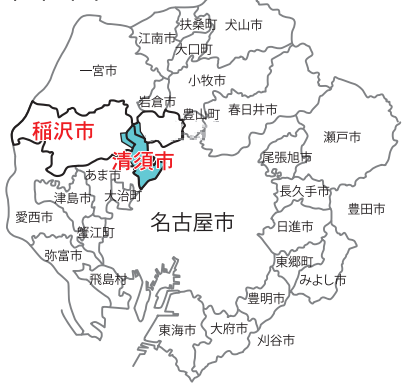 扶桑町
犬山市
江南市
大口町
一宮市
小牧市
岩倉市
豊山町
春日井市
稲沢市
瀬戸市
清須市
尾張旭市
あま市
長久手市
津島市
大治町
豊田市
愛西市
名古屋市
蟹江町
日進市
弥富市
東郷町
飛島村
みよし市
豊明市
東海市
大府市
刈谷市